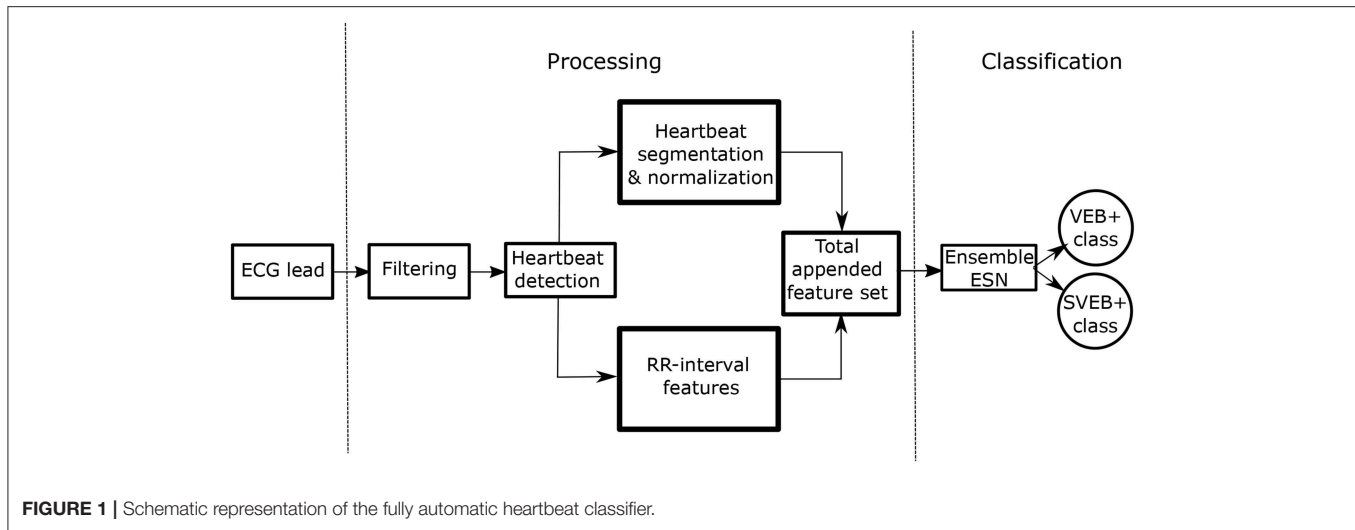 Processing
Classification
Heartbeat
segmentation
& normalization
ECG lead
Filtering
Heartbeat
detection
RR-interval
features
Total
appended
feature set
Ensemble
ESN
VEB+
class
SVEB+
class
FIGURE 1 | Schematic representation of the fully automatic heartbeat classifier.